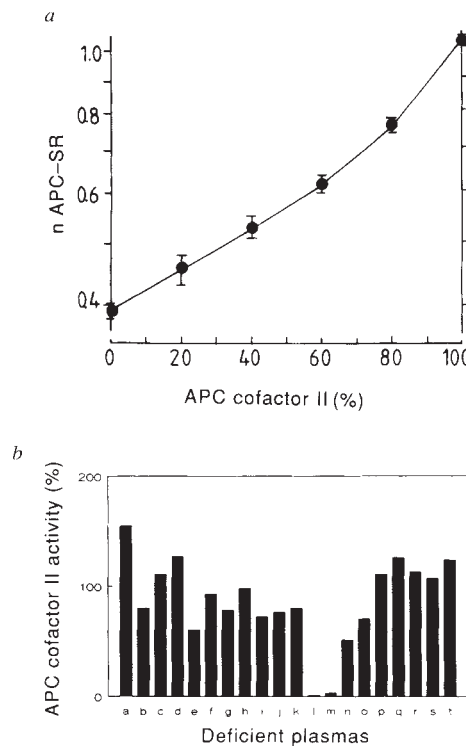 a
1.0
0.8
0.6
0.4
n APC–SR
0 20 40 60 80 100
APC cofactor II (%)
b
200
100
0
APC cofactor II activity (%)
a b c d e f g h i j k l m n o p q r s t
Deficient plasmas